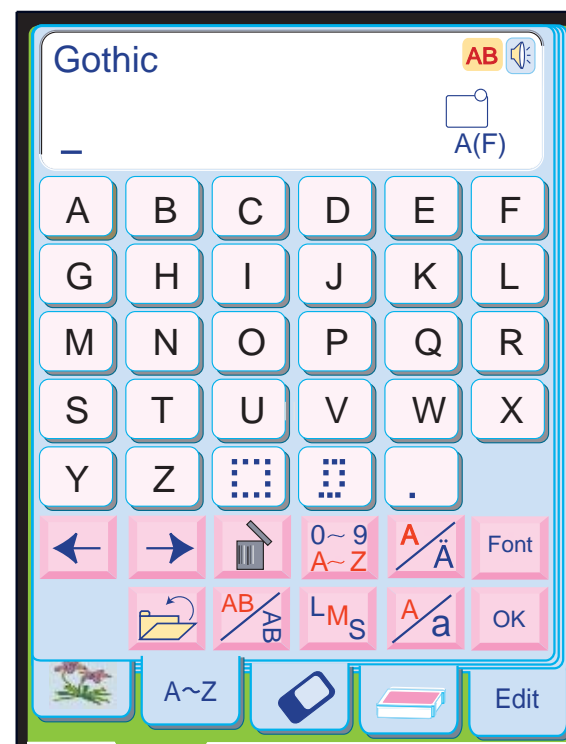 Gothic AB
A(F)
_
A B C D E F
G H I J K L
M N O P Q R
S T U V W X
Y Z .
0~9 A/Ä Font
A~Z
AB/AB LMS A/a OK
A~Z Edit